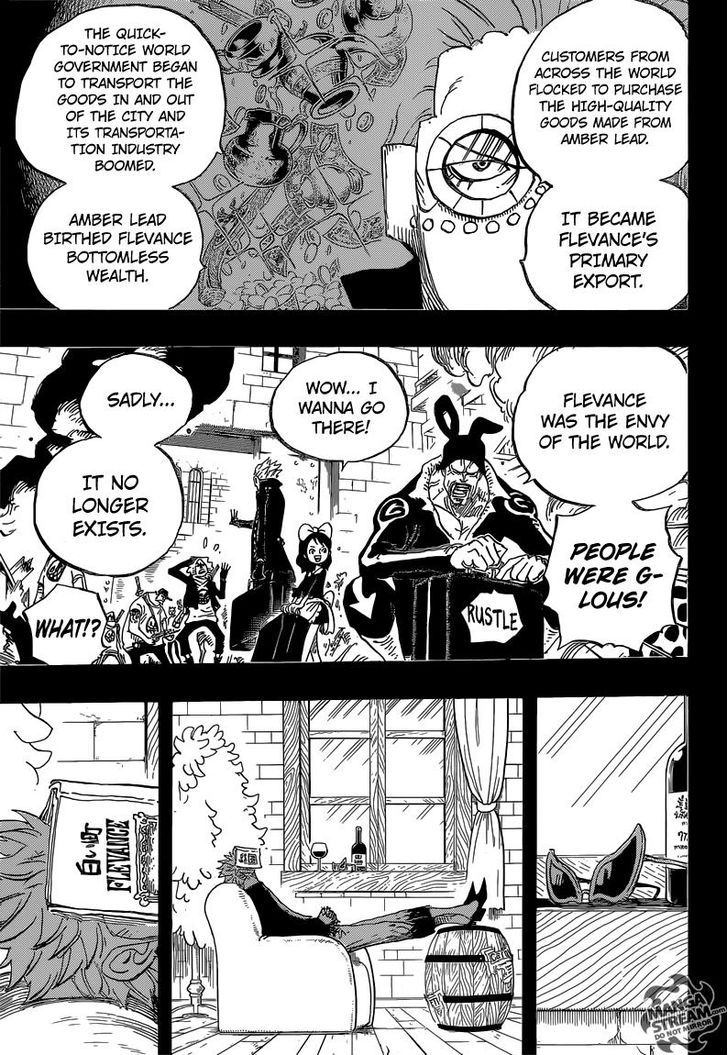 CUSTOMERS FROM
ACROSS THE WORLD
FLOCKED TO PURCHASE
THE HIGH-QUALITY
GOODS MADE FROM
AMBER LEAD.
IT BECAME
FLEVANCE'S
PRIMARY
EXPORT.
THE QUICK-
TO-NOTICE WORLD
GOVERNMENT BEGAN
TO TRANSPORT THE
GOODS IN AND OUT
OF THE CITY AND
ITS TRANSPORTA-
TION INDUSTRY
BOOMED.
AMBER LEAD
BIRTHED FLEVANCE
BOTTOMLESS
WEALTH.
FLEVANCE
WAS THE ENVY
OF THE WORLD.
PEOPLE
WERE G-
LOUS!
G
G
RUSTLE
WOW... I
WANNA GO
THERE!
SADLY...
IT NO
LONGER
EXISTS.
WHAT!?
白い町
FLEVANCE
MANGA
STREAM.com
DO NOT MIRROR